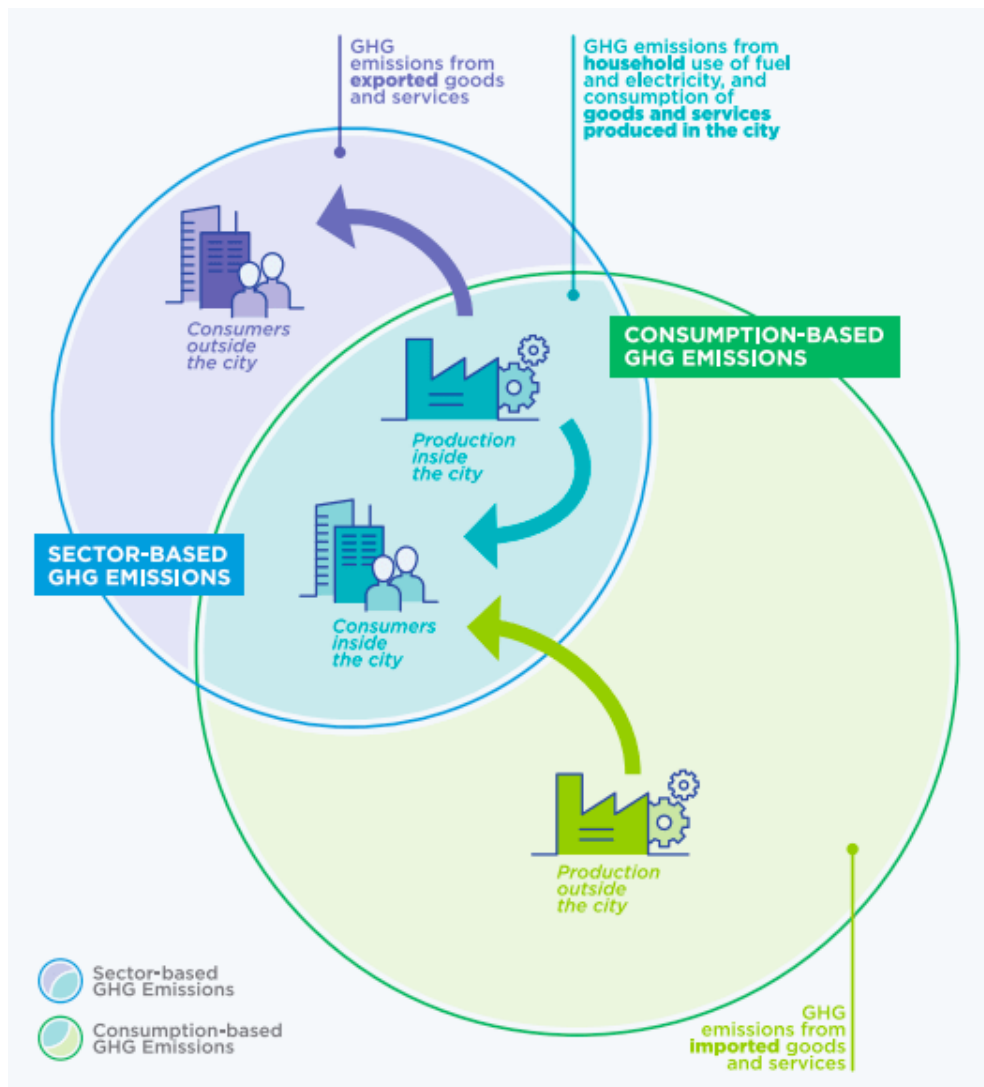 GHG
emissions from
exported goods
and services
GHG emissions from
household use of fuel
and electricity, and
consumption of
goods and services
produced in the city
Consumers
outside
the city
CONSUMPTION-BASED
GHG EMISSIONS
Production
inside
the city
SECTOR-BASED
GHG EMISSIONS
Consumers
inside
the city
Production
outside
the city
Sector-based
GHG Emissions
Consumption-based
GHG Emissions
GHG
emissions from
imported goods
and services